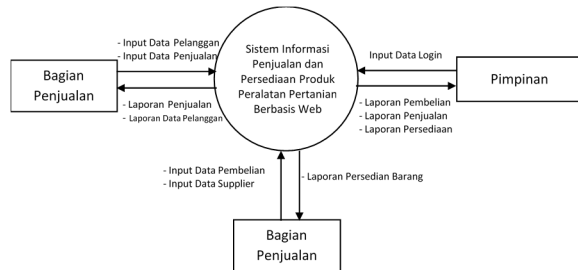 - Input Data Pelanggan
- Input Data Penjualan
Bagian
Penjualan
- Laporan Penjualan
- Laporan Data Pelanggan
Sistem Informasi
Penjualan dan
Persediaan Produk
Peralatan Pertanian
Berbasis Web
Input Data Login
Pimpinan
- Laporan Pembelian
- Laporan Penjualan
- Laporan Persediaan
- Input Data Pembelian
- Input Data Supplier
- Laporan Persedian Barang
Bagian
Penjualan